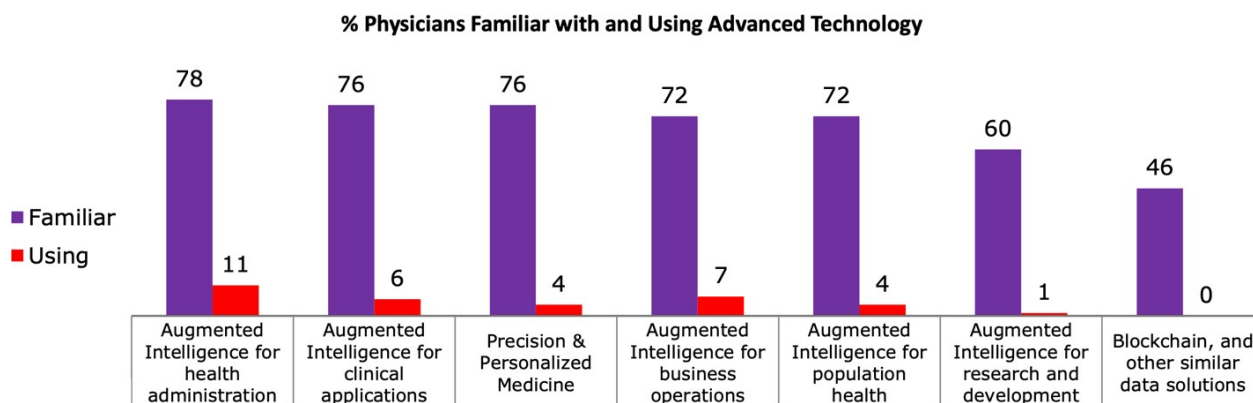 % Physicians Familiar with and Using Advanced Technology
78
76
76
72
72
60
46
Familiar
Using
11
6
4
7
4
1
0
Augmented
Intelligence for
health
administration
Augmented
Intelligence for
clinical
applications
Precision &
Personalized
Medicine
Augmented
Intelligence for
business
operations
Augmented
Intelligence for
population
health
Augmented
Intelligence for
research and
development
Blockchain, and
other similar
data solutions